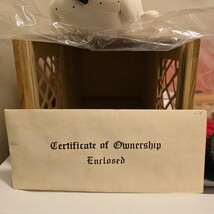 Certificate of Ownership
Enclosed